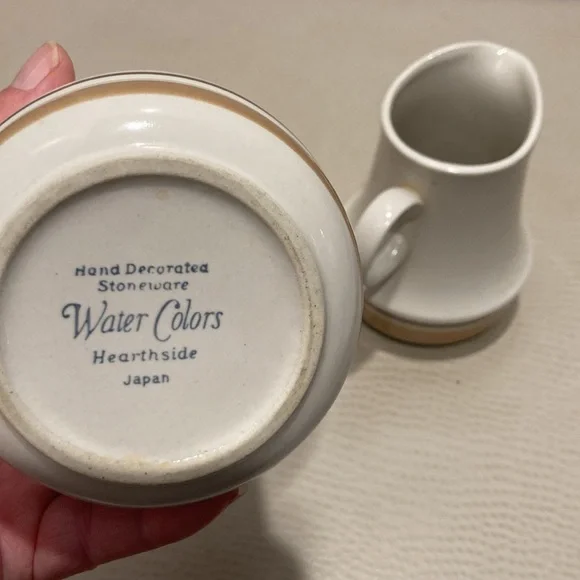 Hand Decorated
Stoneware
Water Colors
Hearthside
Japan